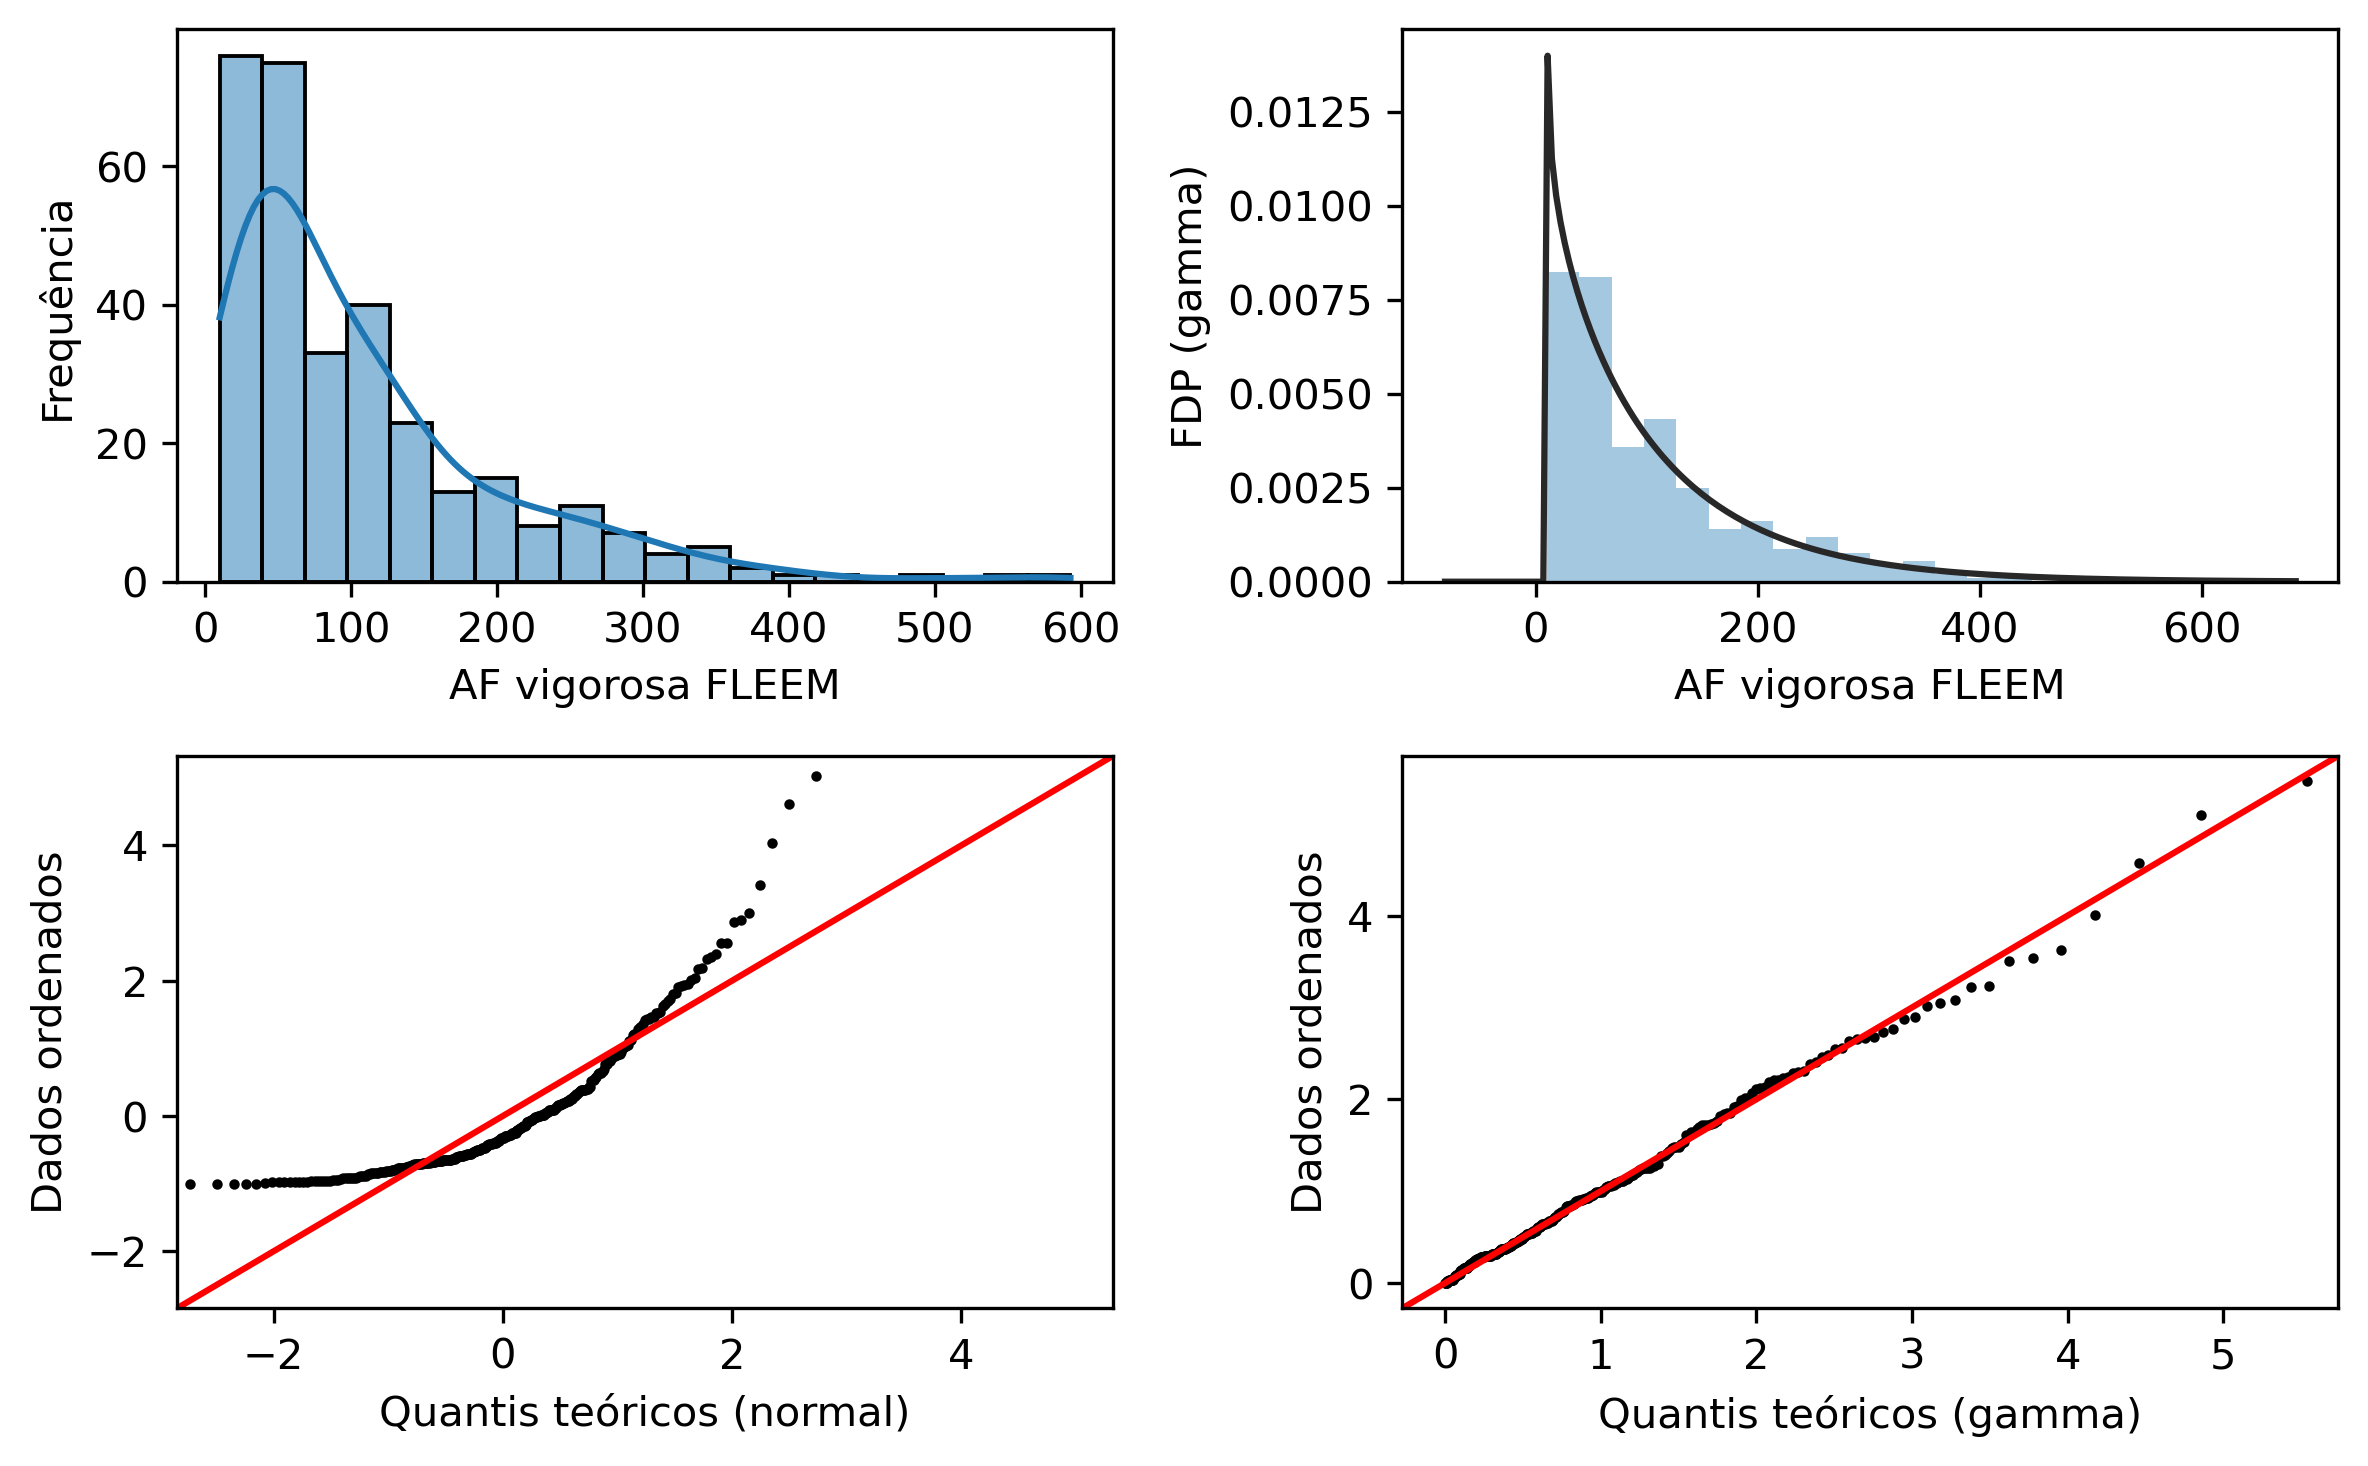 Frequência
60
40
20
0
0 100 200 300 400 500 600
AF vigorosa FLEEM
FDP (gamma)
0.0125
0.0100
0.0075
0.0050
0.0025
0.0000
0 200 400 600
AF vigorosa FLEEM
Dados ordenados
4
2
0
−2
−2 0 2 4
Quantis teóricos (normal)
Dados ordenados
4
2
0
0 1 2 3 4 5
Quantis teóricos (gamma)